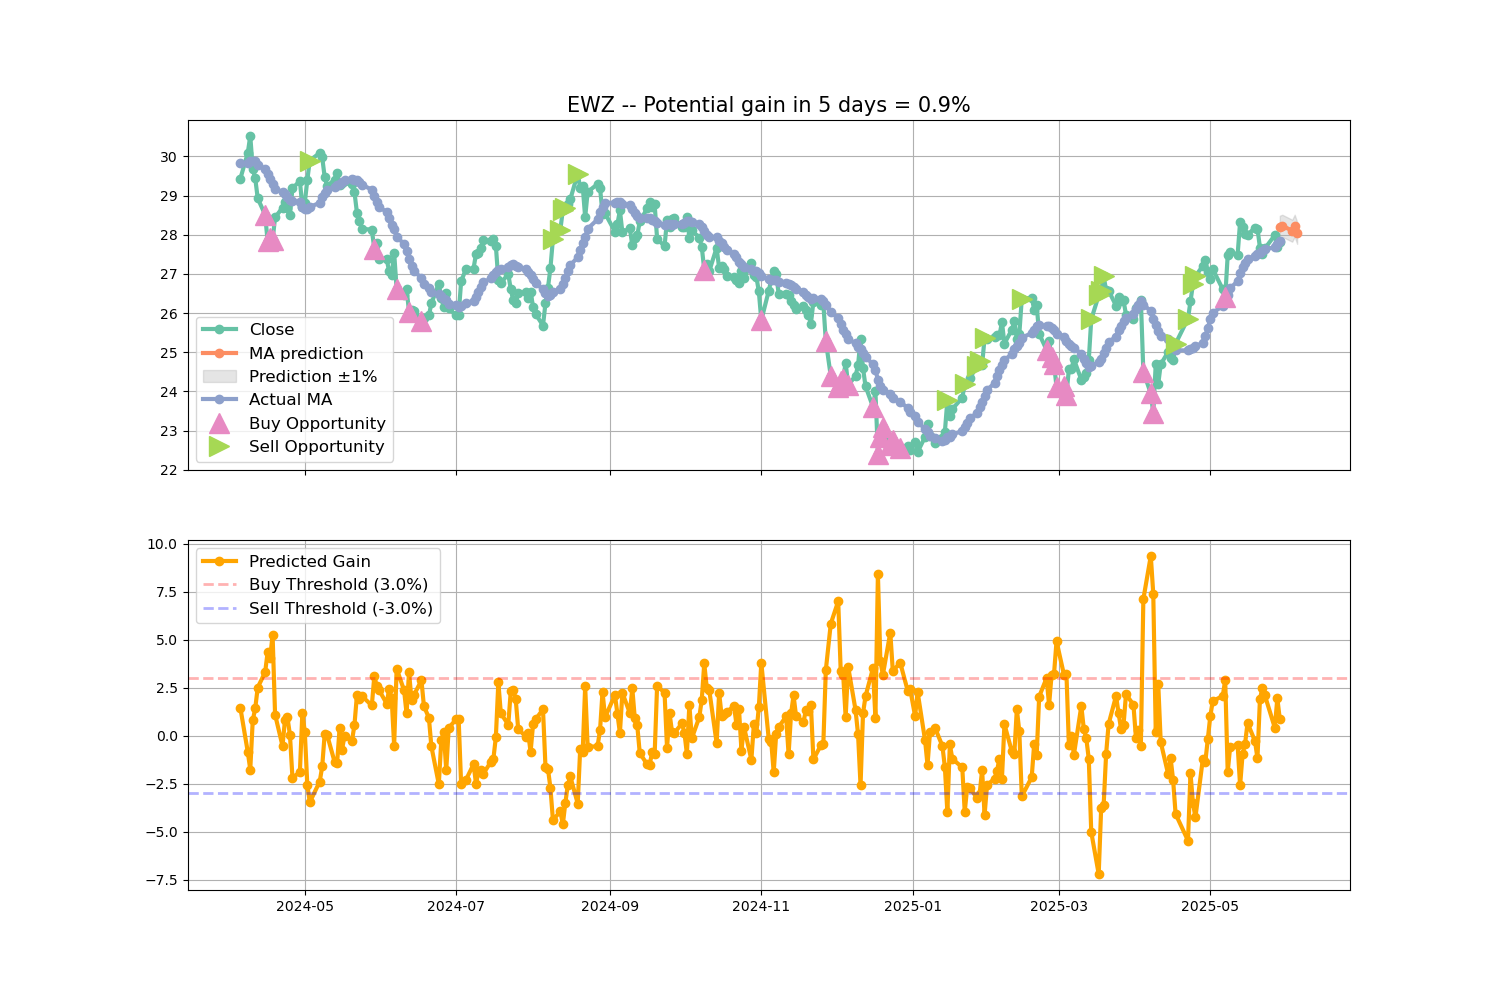 EWZ -- Potential gain in 5 days = 0.9%
30
29
28
27
26
25
24
23
22
Close
MA prediction
Prediction ±1%
Actual MA
Buy Opportunity
Sell Opportunity
10.0
7.5
5.0
2.5
0.0
−2.5
−5.0
−7.5
Predicted Gain
Buy Threshold (3.0%)
Sell Threshold (-3.0%)
2024-05 2024-07 2024-09 2024-11 2025-01 2025-03 2025-05